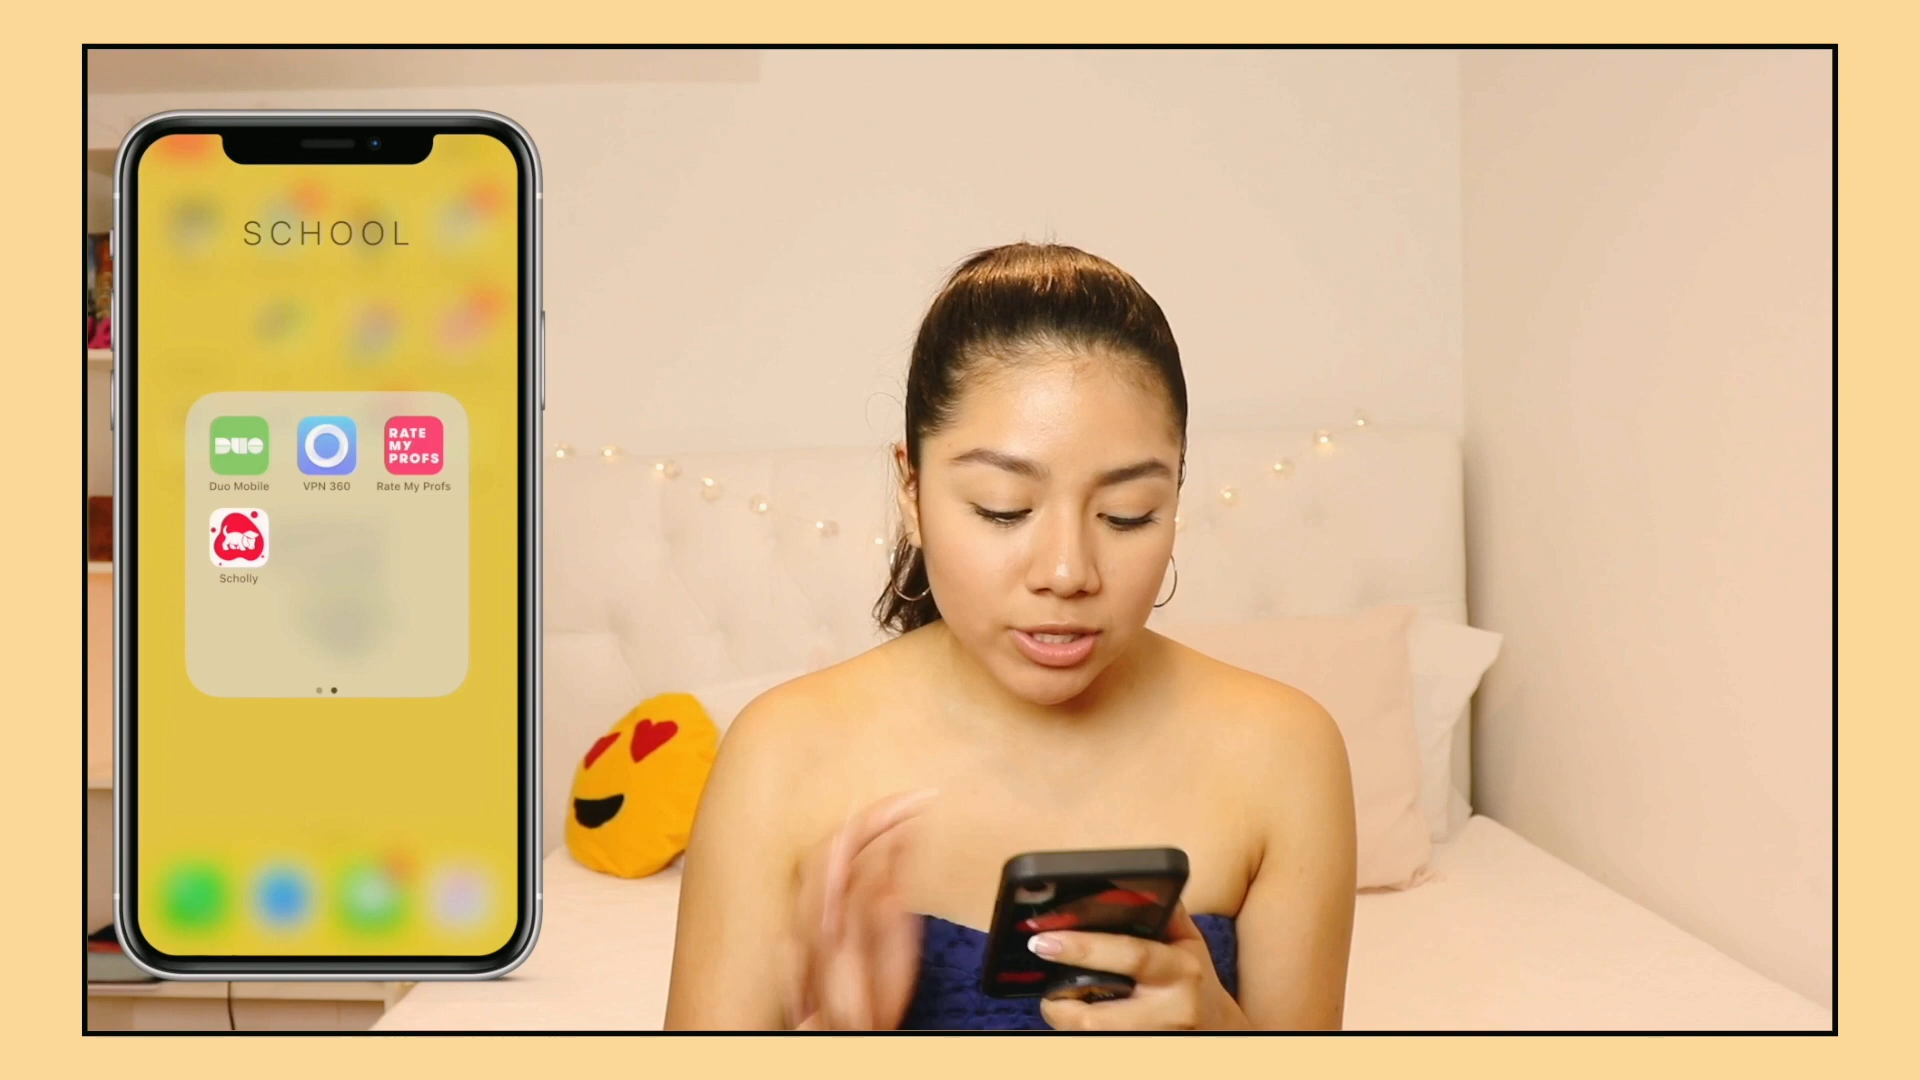 SCHOOL
DUO
RATE
MY
PROFS
Duo Mobile
VPN 360
Rate My Profs
Scholly